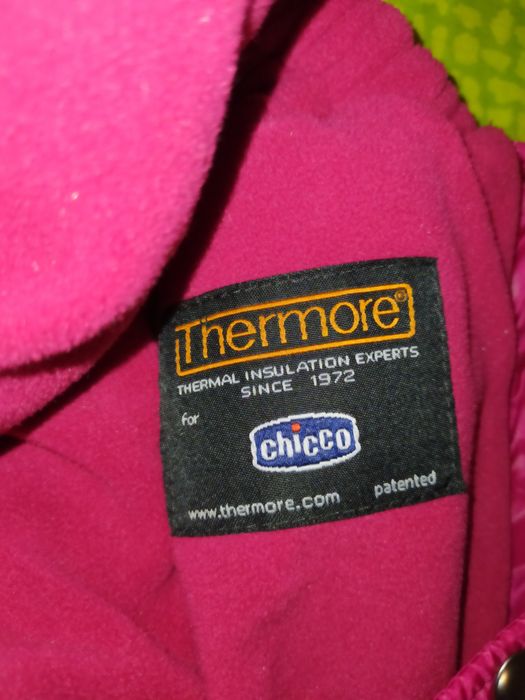 Thermore®
THERMAL INSULATION EXPERTS
SINCE 1972
for
chicco
www.thermore.com patented